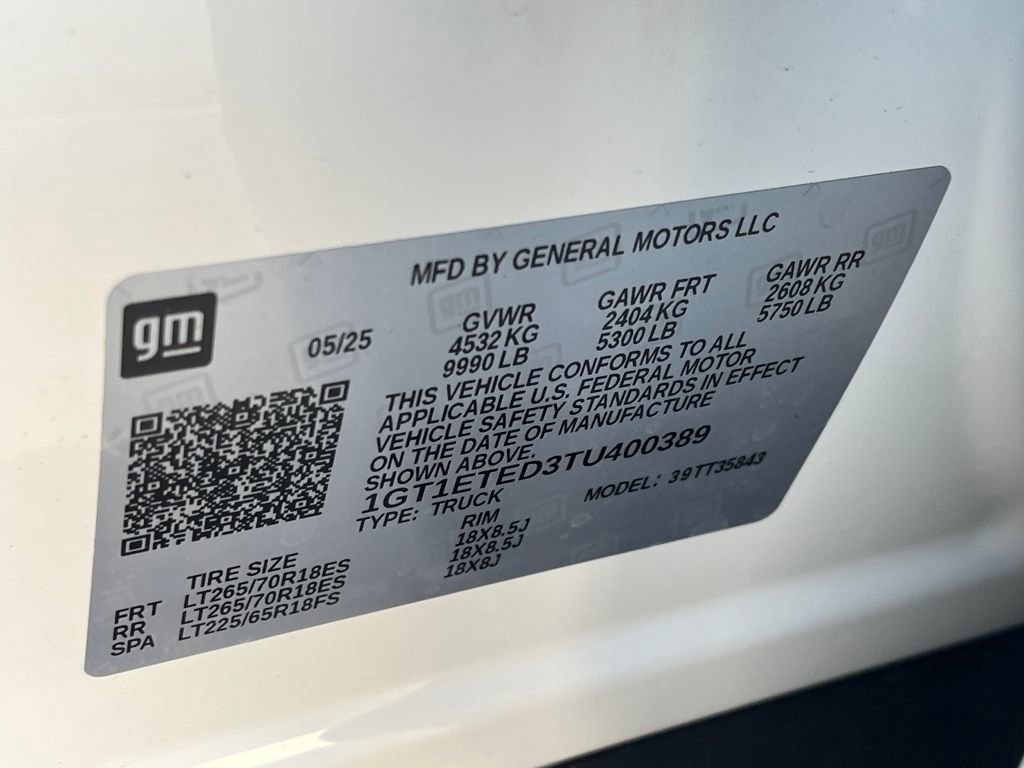 MFD BY GENERAL MOTORS LLC
gm
05/25
GVWR GAWR FRT GAWR RR
4532 KG 2404 KG 2608 KG
9990 LB 5300 LB 5750 LB
THIS VEHICLE CONFORMS TO ALL
APPLICABLE U.S. FEDERAL MOTOR
VEHICLE SAFETY STANDARDS IN EFFECT
ON THE DATE OF MANUFACTURE
SHOWN ABOVE.
1GT1ETED3TU400389
TYPE: TRUCK MODEL: 39TT35843
TIRE SIZE RIM
FRT LT265/70R18ES 18X8.5J
RR LT265/70R18ES 18X8.5J
SPA LT225/65R18FS 18X8J